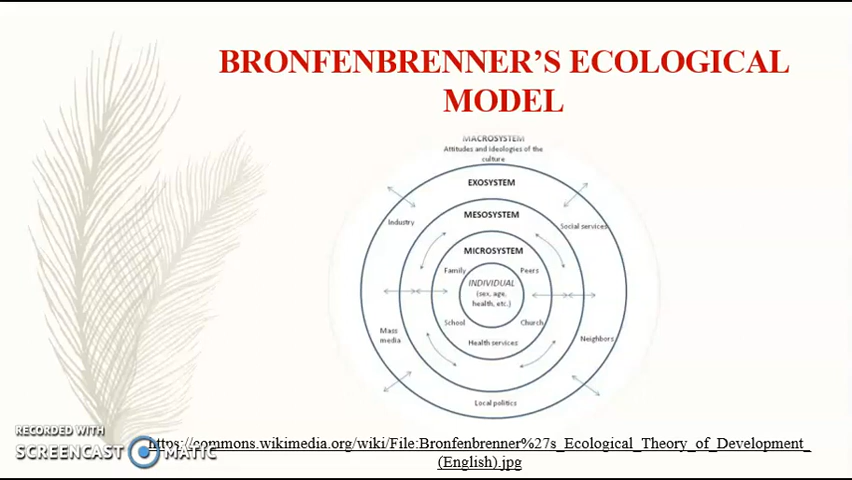 BRONFENBRENNER’S ECOLOGICAL
MODEL
MACROSYSTEM
Attitudes and Ideologies of the
culture
EXOSYSTEM
MESOSYSTEM
Industry
Social services
MICROSYSTEM
Family
Peers
INDIVIDUAL
(sex, age,
health, etc.)
School
Church
Mass
media
Neighbors
Health services
Local politics
RECORDED WITH
SCREENCAST MATIC
https://commons.wikimedia.org/wiki/File:Bronfenbrenner%27s_Ecological_Theory_of_Development_
(English).jpg